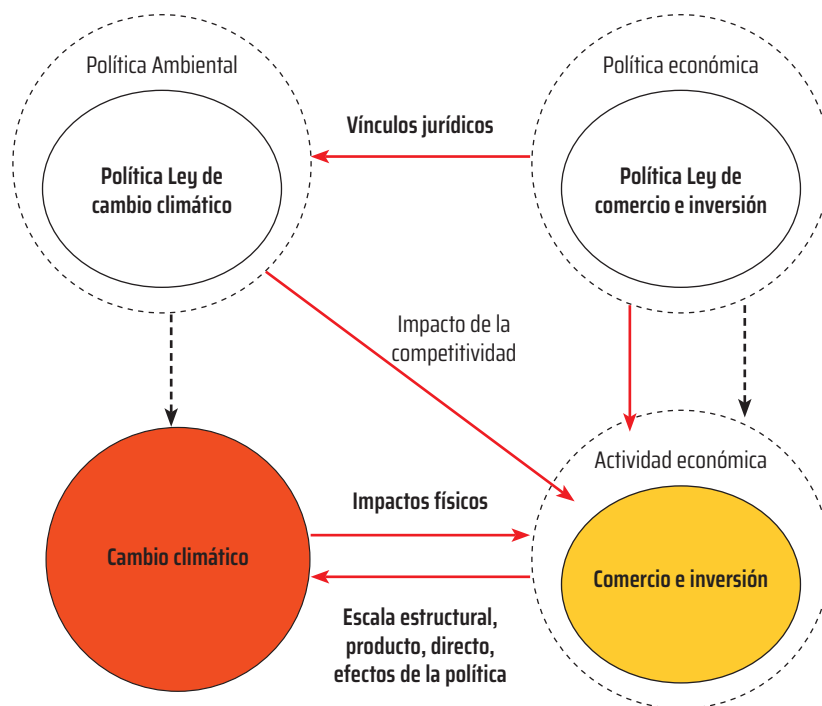 Política Ambiental
Política económica
Vínculos jurídicos
Política Ley de
cambio climático
Política Ley de
comercio e inversión
Impacto de la
competitividad
Actividad económica
Impactos físicos
Cambio climático
Comercio e inversión
Escala estructural,
producto, directo,
efectos de la política